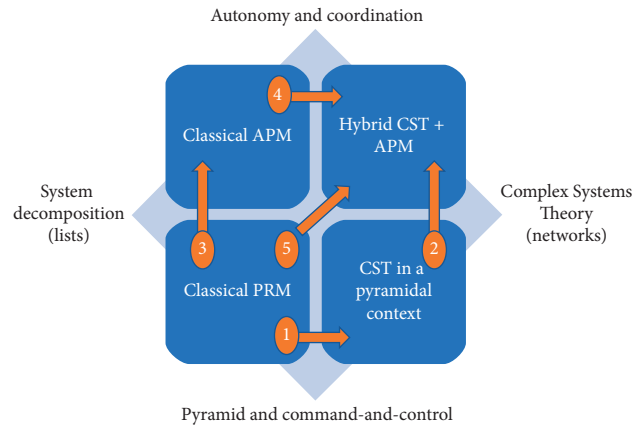 Autonomy and coordination
4
Classical APM
Hybrid CST +
APM
System
decomposition
(lists)
Complex Systems
Theory
(networks)
3
5
2
Classical PRM
CST in a
pyramidal
context
1
Pyramid and command-and-control